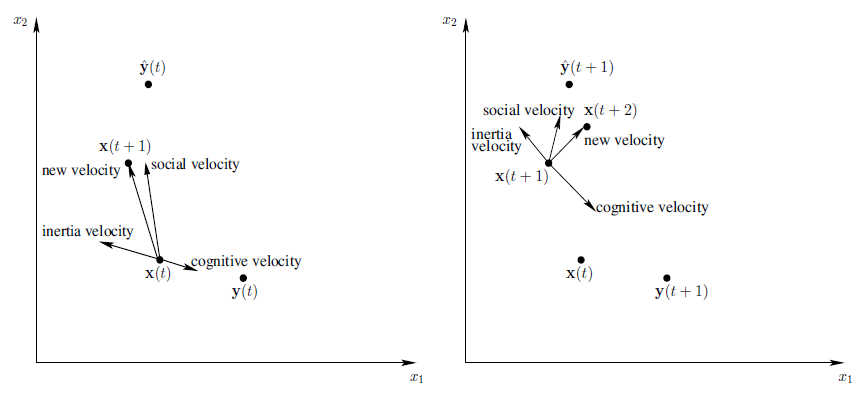 x₂
ŷ(t)
x(t + 1)
new velocity
social velocity
inertia velocity
cognitive velocity
x(t)
y(t)
x₁
x₂
ŷ(t + 1)
social velocity
x(t + 2)
inertia
velocity
new velocity
x(t + 1)
cognitive velocity
x(t)
y(t + 1)
x₁